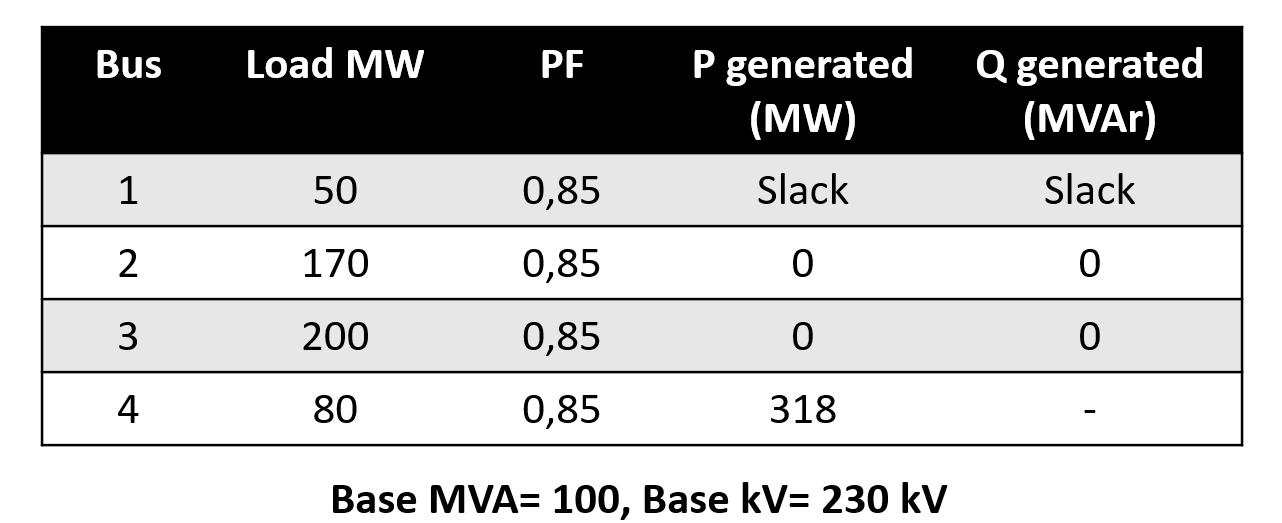 Bus Load MW PF P generated (MW) Q generated (MVAr)
1 50 0,85 Slack Slack
2 170 0,85 0 0
3 200 0,85 0 0
4 80 0,85 318 -
Base MVA= 100, Base kV= 230 kV